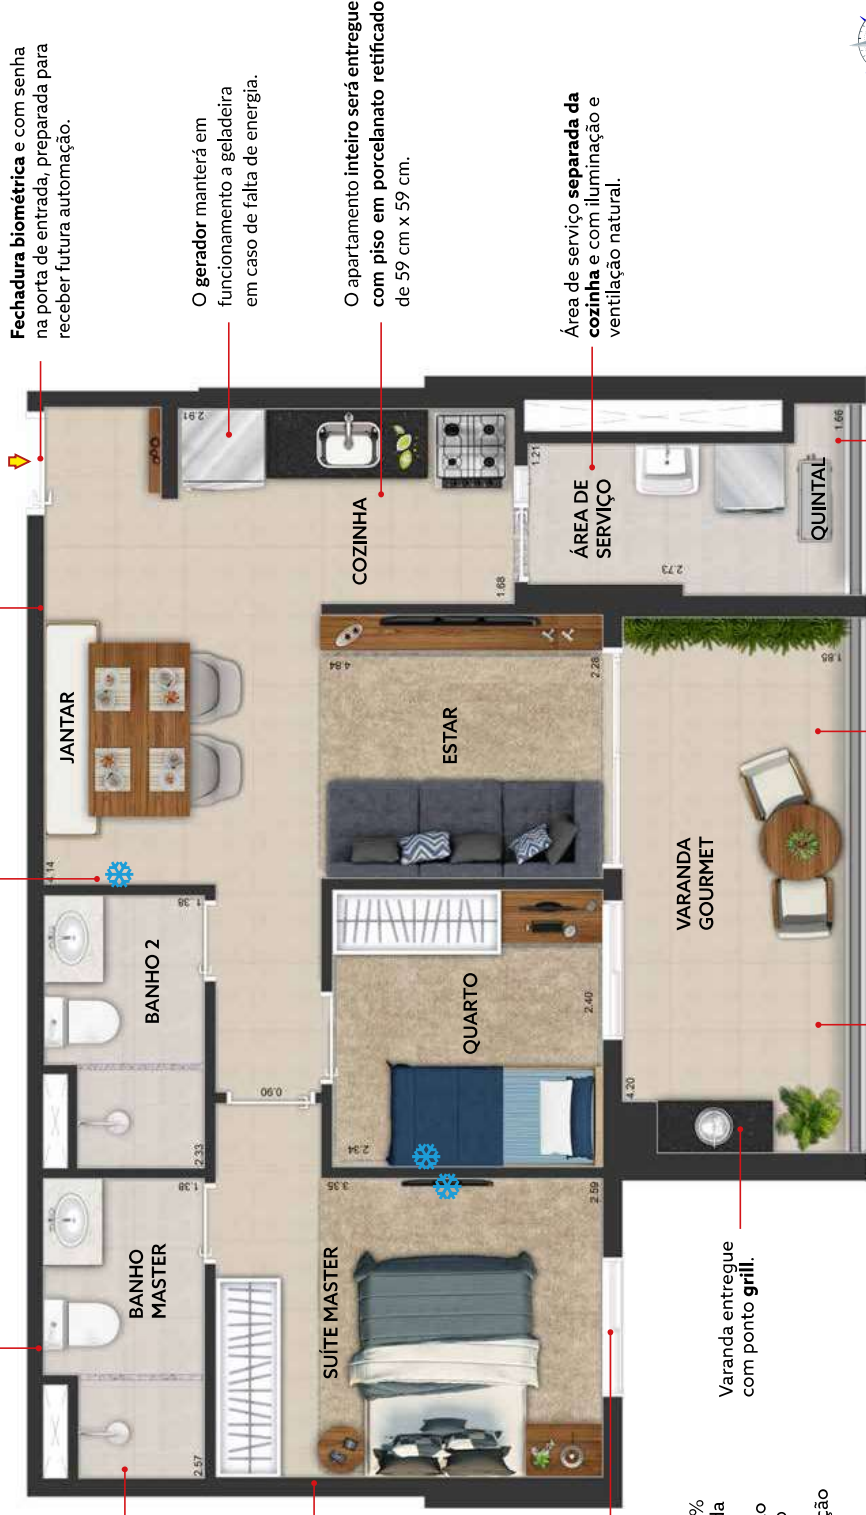 Fechadura biométrica e com senha
na porta de entrada, preparada para
receber futura automação.
O gerador manterá em
funcionamento a geladeira
em caso de falta de energia.
O apartamento inteiro será entregue
com piso em porcelanato retificado
de 59 cm x 59 cm.
Área de serviço separada da
cozinha e com iluminação e
ventilação natural.
JANTAR
4.14
BANHO 2
1.38
2.33
BANHO
MASTER
1.38
2.57
COZINHA
2.91
1.68
ÁREA DE
SERVIÇO
1.21
2.73
QUINTAL
1.66
ESTAR
4.84
2.28
QUARTO
2.40
2.34
0.90
SUÍTE MASTER
3.35
2.59
VARANDA
GOURMET
1.85
4.20
Varanda entregue
com ponto grill.
%